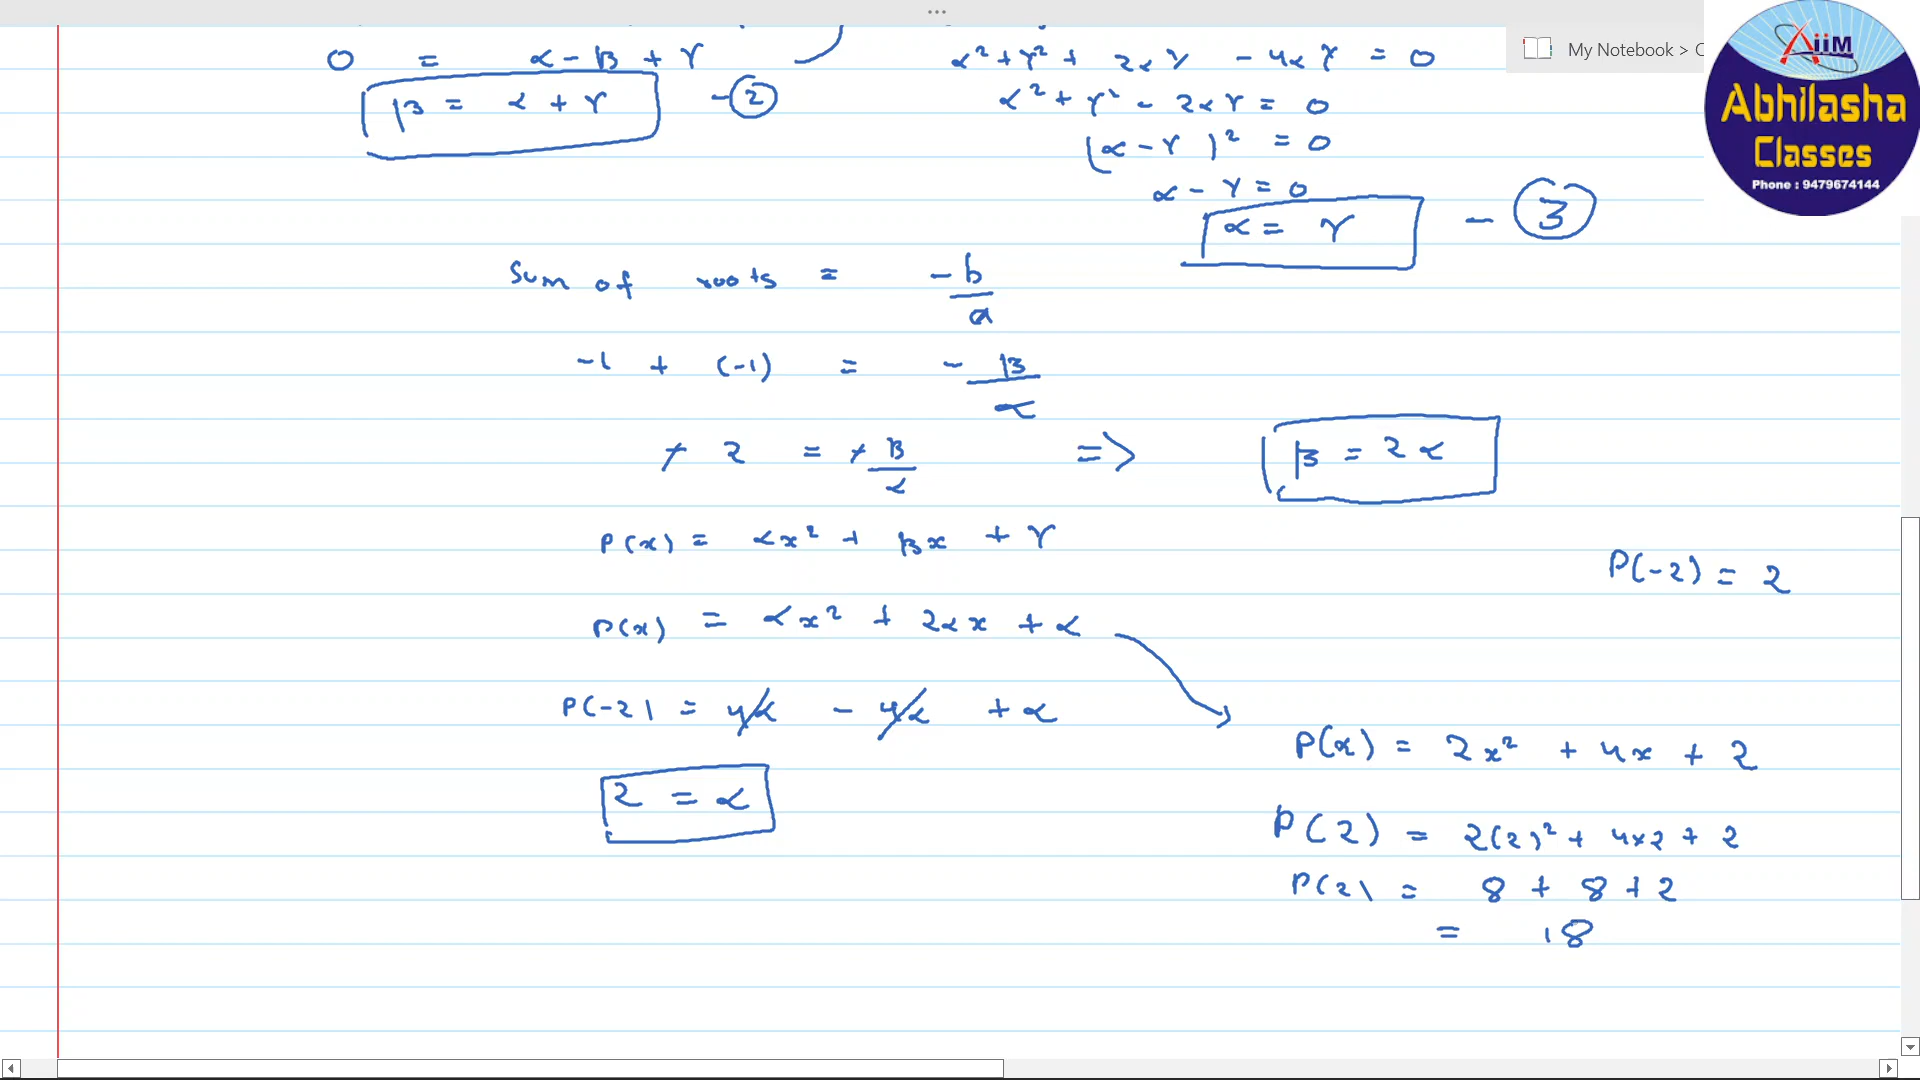 ...
0 = α - β + γ
β = α + γ - ②
α² + γ² + 2αγ - 4αγ = 0
α² + γ² - 2αγ = 0
(α - γ)² = 0
α - γ = 0
α = γ - ③
Sum of roots = -b/a
-1 + (-1) = -β/α
-2 = -β/α => β = 2α
P(x) = αx² + βx + γ
P(-2) = 2
P(x) = αx² + 2αx + α
P(-2) = 4α - 4α + α
2 = α
P(x) = 2x² + 4x + 2
P(2) = 2(2)² + 4×2 + 2
P(2) = 8 + 8 + 2
= 18
My Notebook >
AiiM
Abhilasha
Classes
Phone : 9479674144